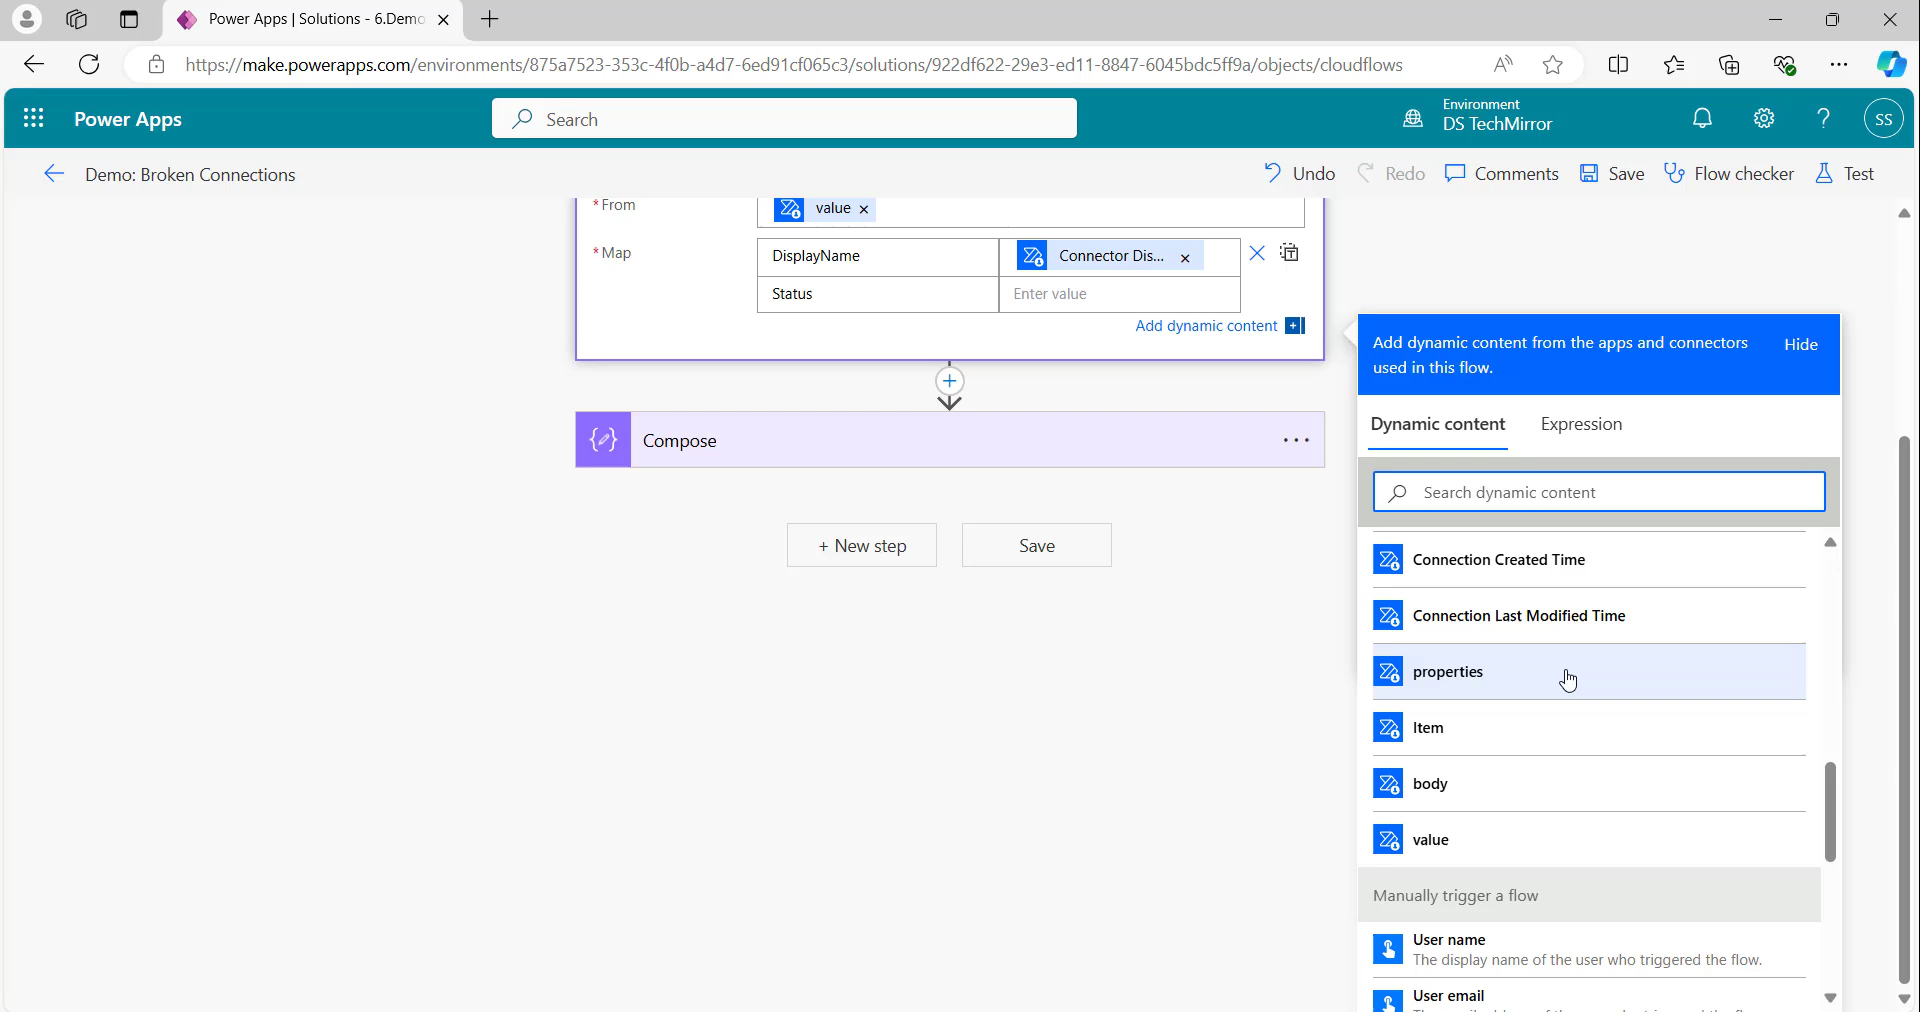 Power Apps | Solutions - 6.Demo
https://make.powerapps.com/environments/875a7523-353c-4f0b-a4d7-6ed91cf065c3/solutions/922df622-29e3-ed11-8847-6045bdc5ff9a/objects/cloudflows
Power Apps
Search
Environment
DS TechMirror
SS
Demo: Broken Connections
Undo
Redo
Comments
Save
Flow checker
Test
* From
value
* Map
DisplayName
Connector Dis...
Status
Enter value
Add dynamic content
Compose
+ New step
Save
Add dynamic content from the apps and connectors
used in this flow.
Hide
Dynamic content
Expression
Search dynamic content
Connection Created Time
Connection Last Modified Time
properties
Item
body
value
Manually trigger a flow
User name
The display name of the user who triggered the flow.
User email